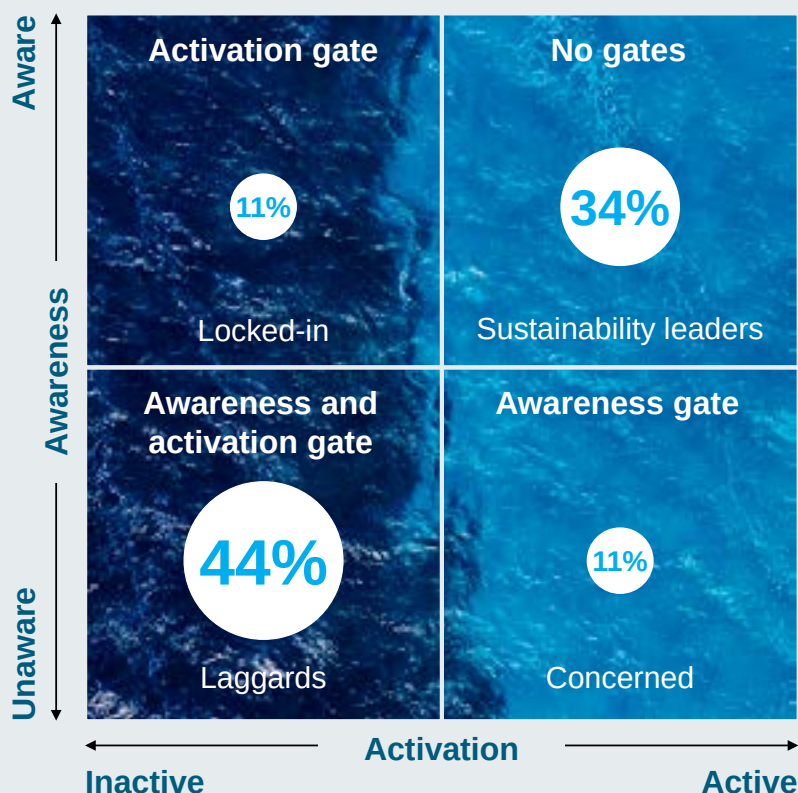 Aware
Activation gate
No gates
11%
34%
Locked-in
Sustainability leaders
Awareness
Awareness and
activation gate
Awareness gate
44%
11%
Unaware
Laggards
Concerned
Activation
Inactive
Active